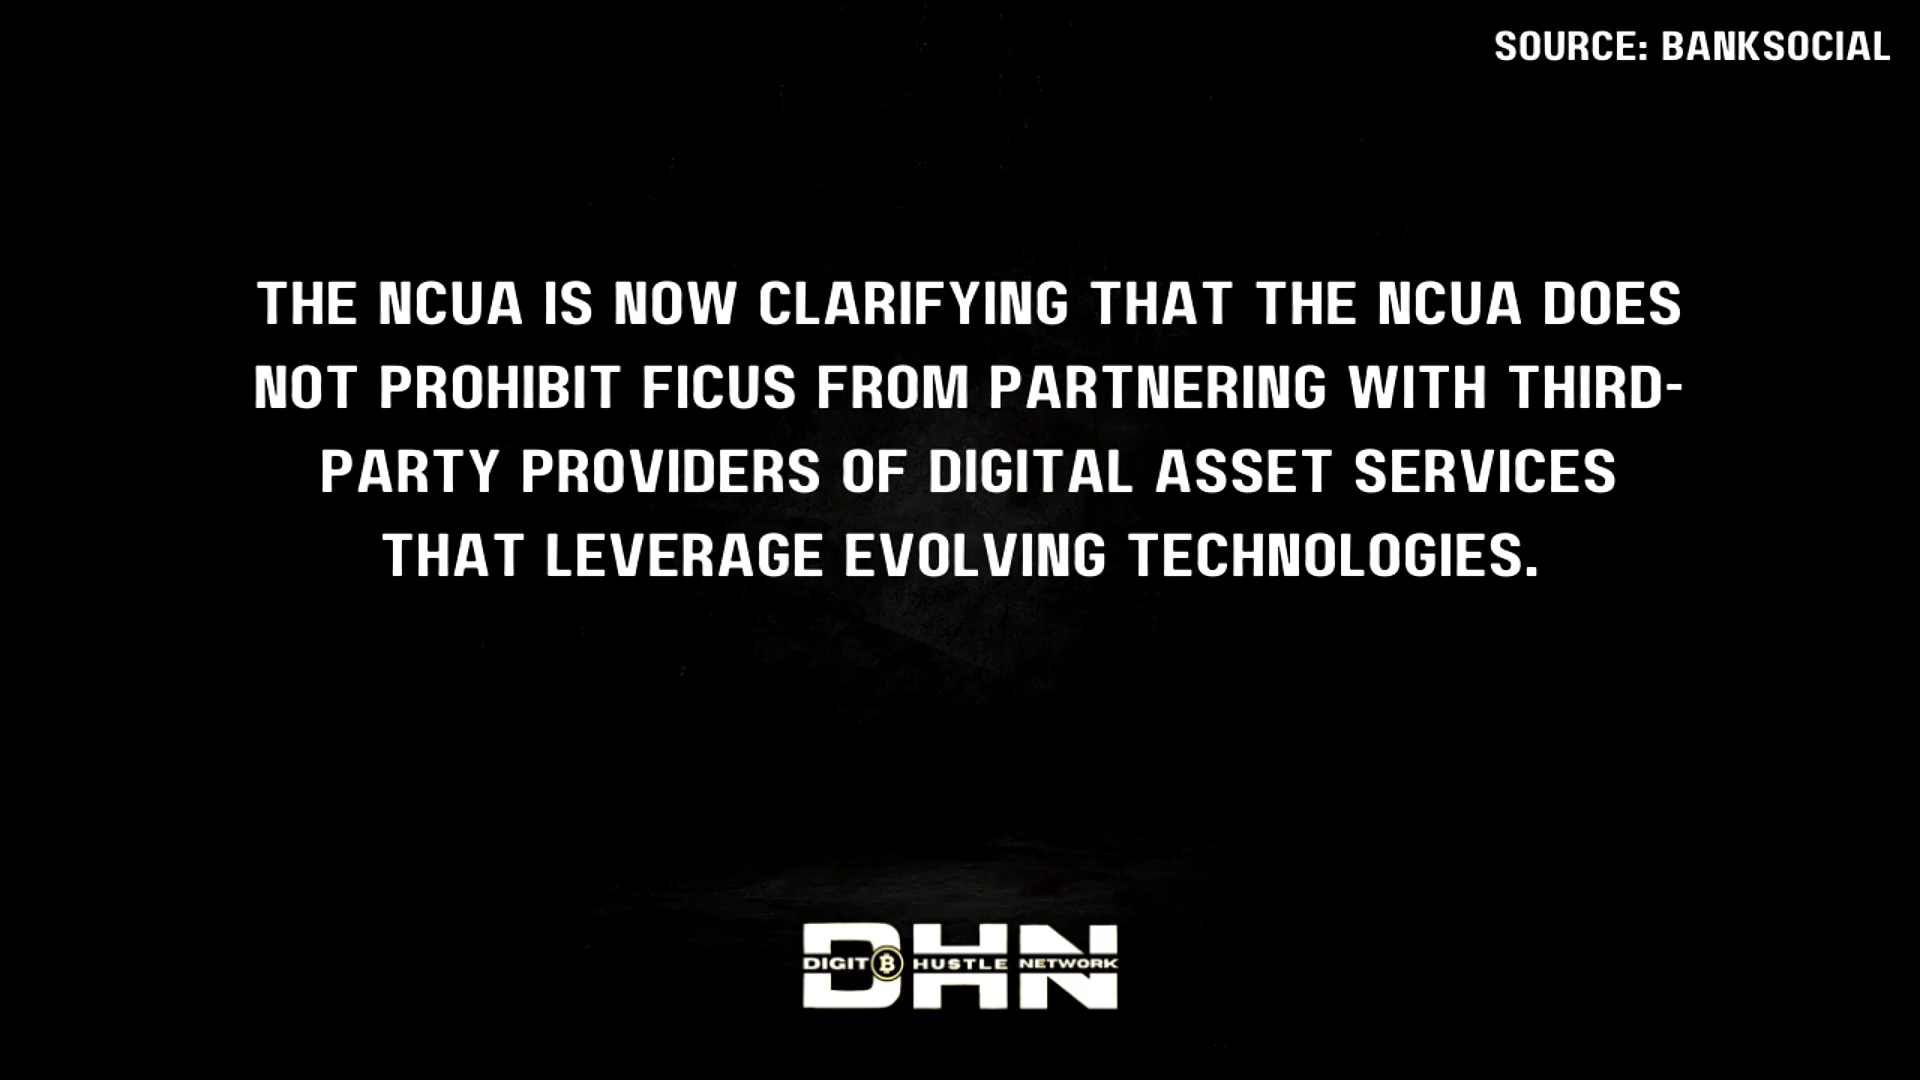 SOURCE: BANKSOCIAL
THE NCUA IS NOW CLARIFYING THAT THE NCUA DOES
NOT PROHIBIT FICUS FROM PARTNERING WITH THIRD-
PARTY PROVIDERS OF DIGITAL ASSET SERVICES
THAT LEVERAGE EVOLVING TECHNOLOGIES.
DHN
DIGIT₿ HUSTLE NETWORK